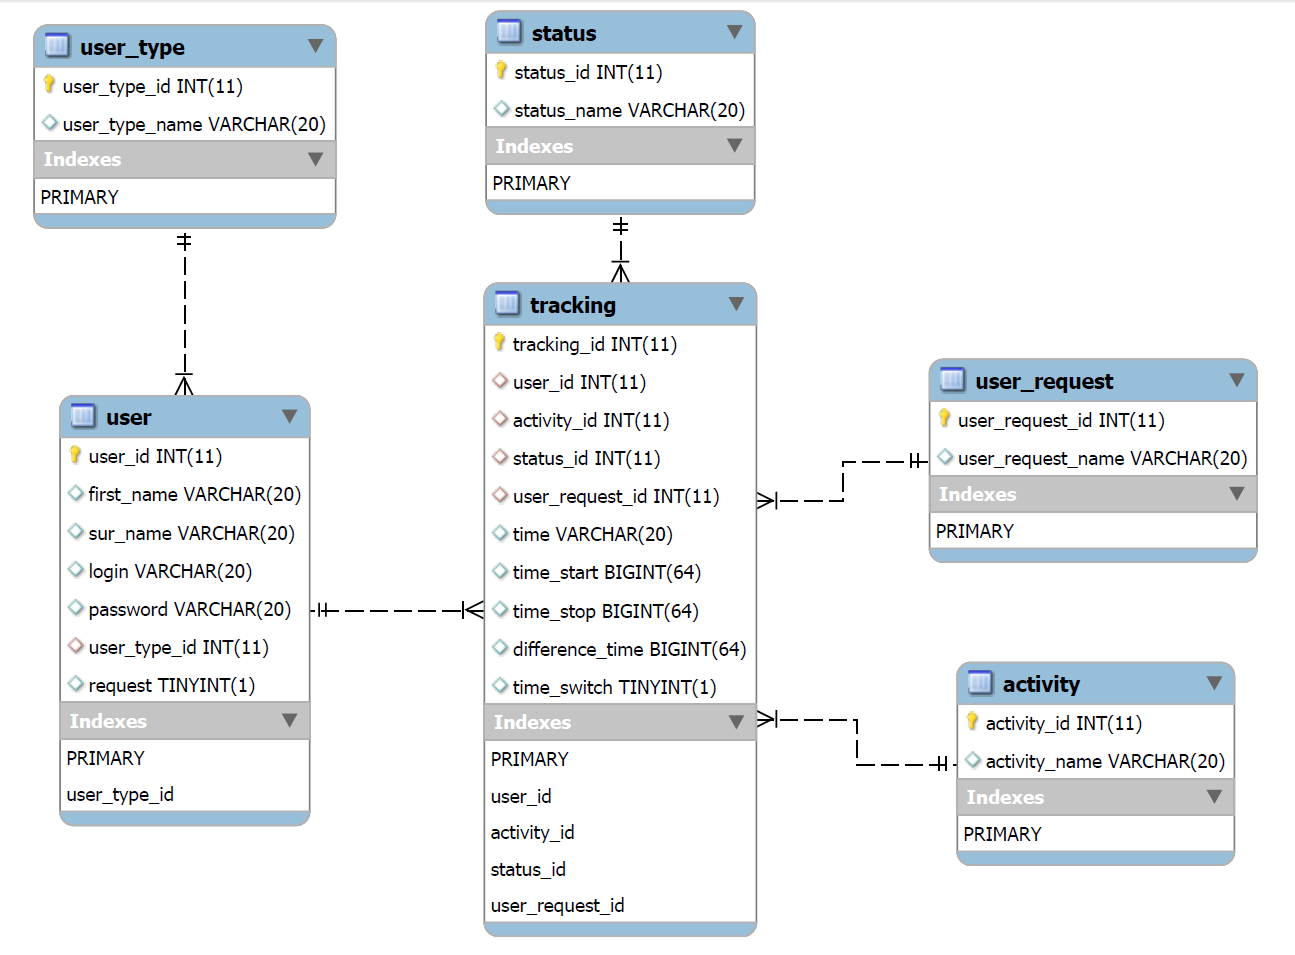 user_type
user_type_id INT(11)
user_type_name VARCHAR(20)
Indexes
PRIMARY
status
status_id INT(11)
status_name VARCHAR(20)
Indexes
PRIMARY
user
user_id INT(11)
first_name VARCHAR(20)
sur_name VARCHAR(20)
login VARCHAR(20)
password VARCHAR(20)
user_type_id INT(11)
request TINYINT(1)
Indexes
PRIMARY
user_type_id
tracking
tracking_id INT(11)
user_id INT(11)
activity_id INT(11)
status_id INT(11)
user_request_id INT(11)
time VARCHAR(20)
time_start BIGINT(64)
time_stop BIGINT(64)
difference_time BIGINT(64)
time_switch TINYINT(1)
Indexes
PRIMARY
user_id
activity_id
status_id
user_request_id
user_request
user_request_id INT(11)
user_request_name VARCHAR(20)
Indexes
PRIMARY
activity
activity_id INT(11)
activity_name VARCHAR(20)
Indexes
PRIMARY